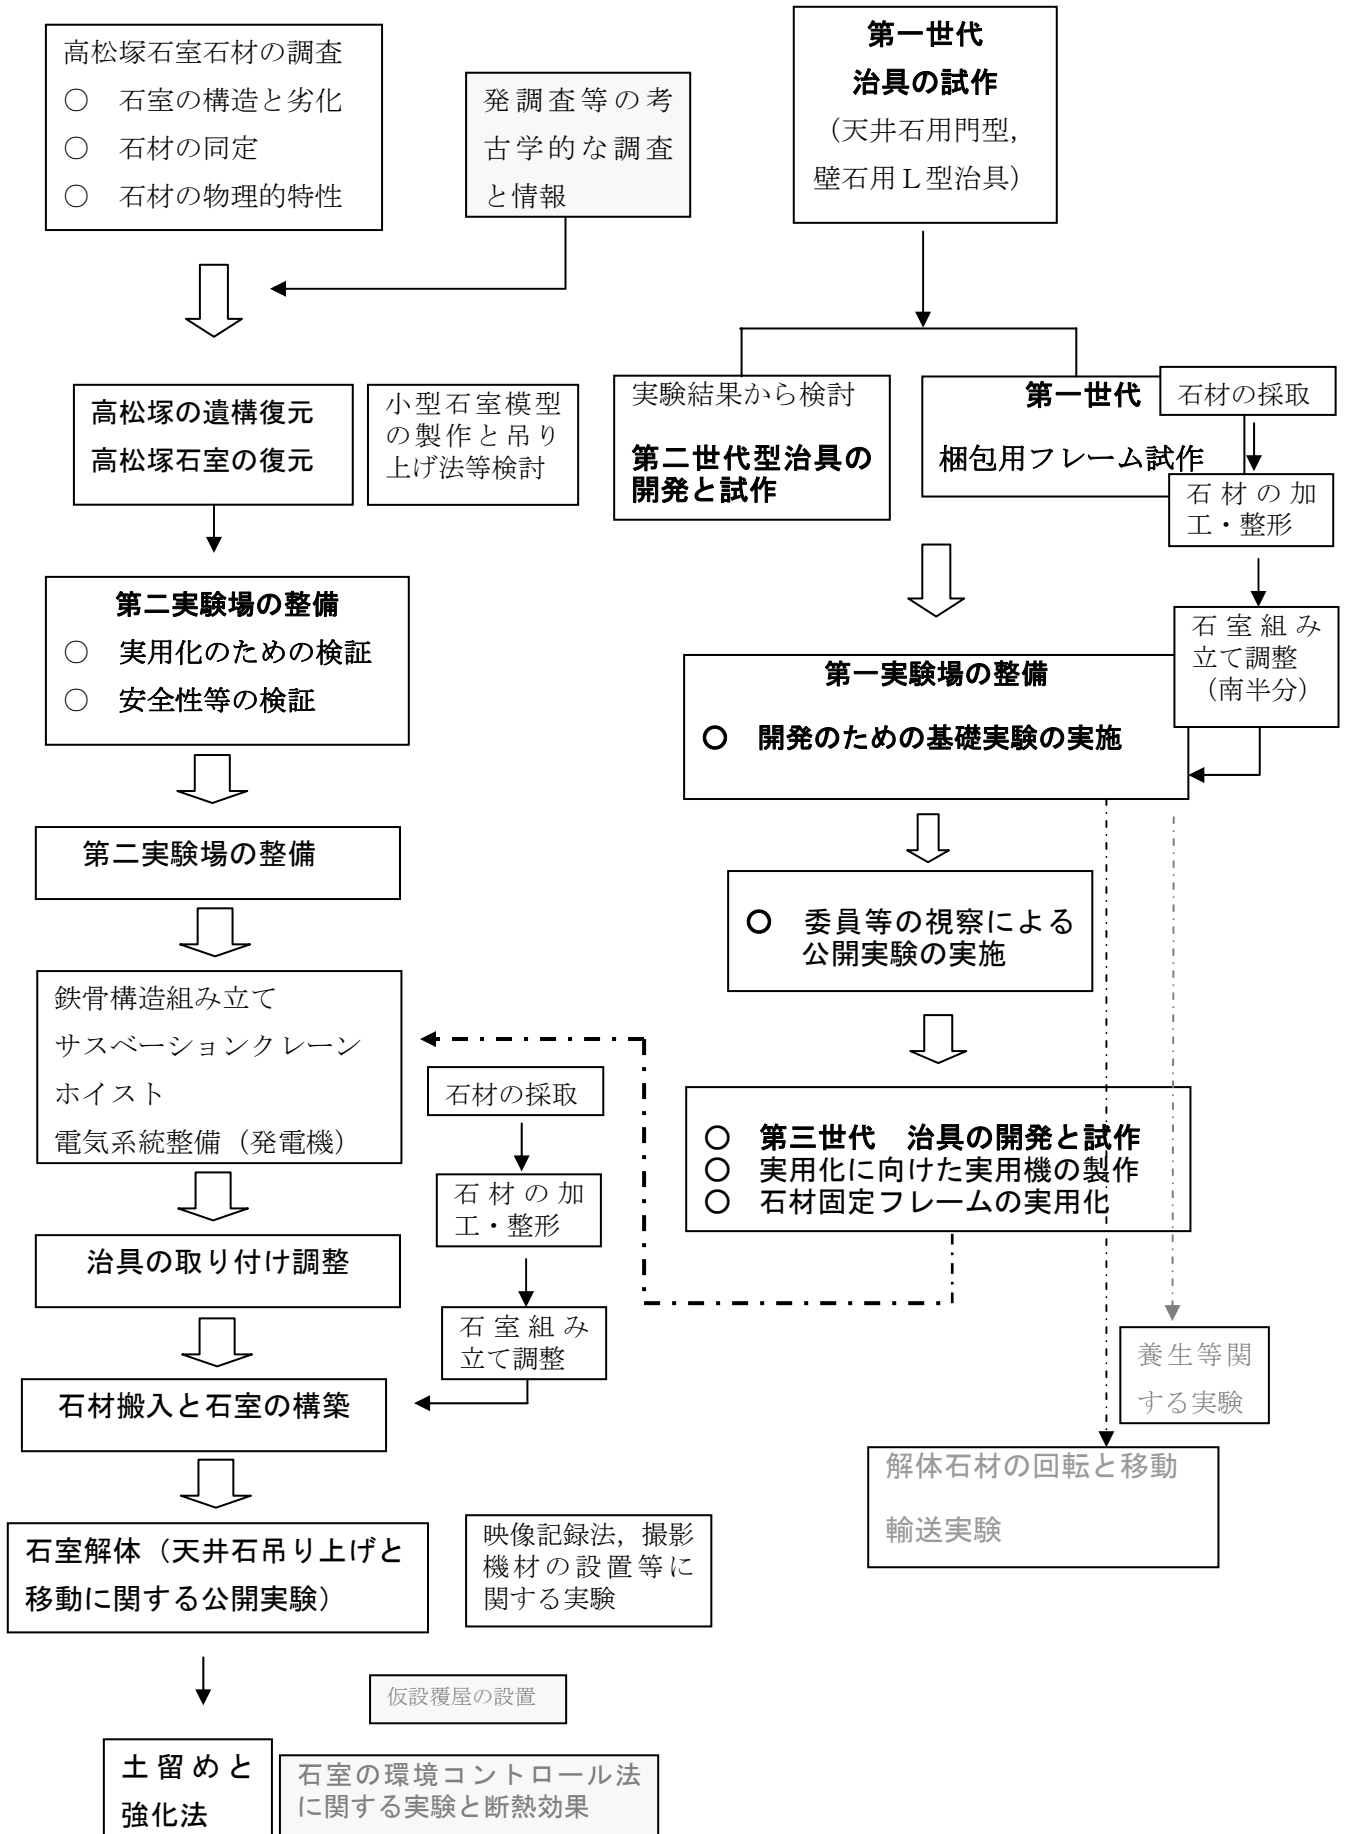 高松塚石室石材の調査
○　石室の構造と劣化
○　石材の同定
○　石材の物理的特性
発調査等の考
古学的な調査
と情報
第一世代
治具の試作
（天井石用門型，
壁石用Ｌ型治具）
高松塚の遺構復元
高松塚石室の復元
小型石室模型
の製作と吊り
上げ法等検討
実験結果から検討
第二世代型治具の
開発と試作
第一世代
梱包用フレーム試作
石材の採取
石材の加
工・整形
石室組み
立て調整
（南半分）
第二実験場の整備
○　実用化のための検証
○　安全性等の検証
第一実験場の整備
○　開発のための基礎実験の実施
第二実験場の整備
○　委員等の視察による
公開実験の実施
鉄骨構造組み立て
サスベーションクレーン
ホイスト
電気系統整備（発電機）
石材の採取
石材の加
工・整形
石室組み
立て調整
○　第三世代　治具の開発と試作
○　実用化に向けた実用機の製作
○　石材固定フレームの実用化
治具の取り付け調整
養生等関
する実験
石材搬入と石室の構築
解体石材の回転と移動
輸送実験
石室解体（天井石吊り上げと
移動に関する公開実験）
映像記録法，撮影
機材の設置等に
関する実験
仮設覆屋の設置
土留めと
強化法
石室の環境コントロール法
に関する実験と断熱効果